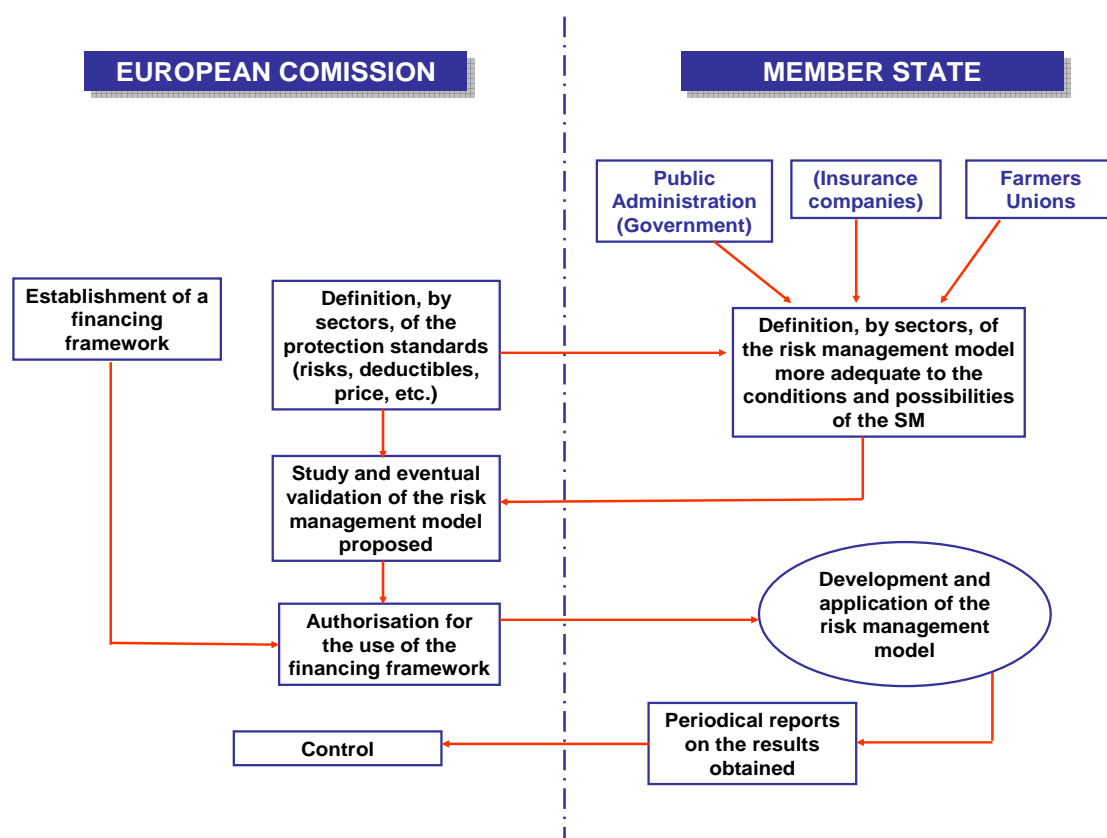 EUROPEAN COMISSION
MEMBER STATE
Public
Administration
(Government)
(Insurance
companies)
Farmers
Unions
Establishment of a
financing
framework
Definition, by
sectors, of the
protection standards
(risks, deductibles,
price, etc.)
Definition, by sectors, of
the risk management model
more adequate to the
conditions and possibilities
of the SM
Study and eventual
validation of the risk
management model
proposed
Authorisation for
the use of the
financing framework
Development and
application of the
risk management
model
Control
Periodical reports
on the results
obtained